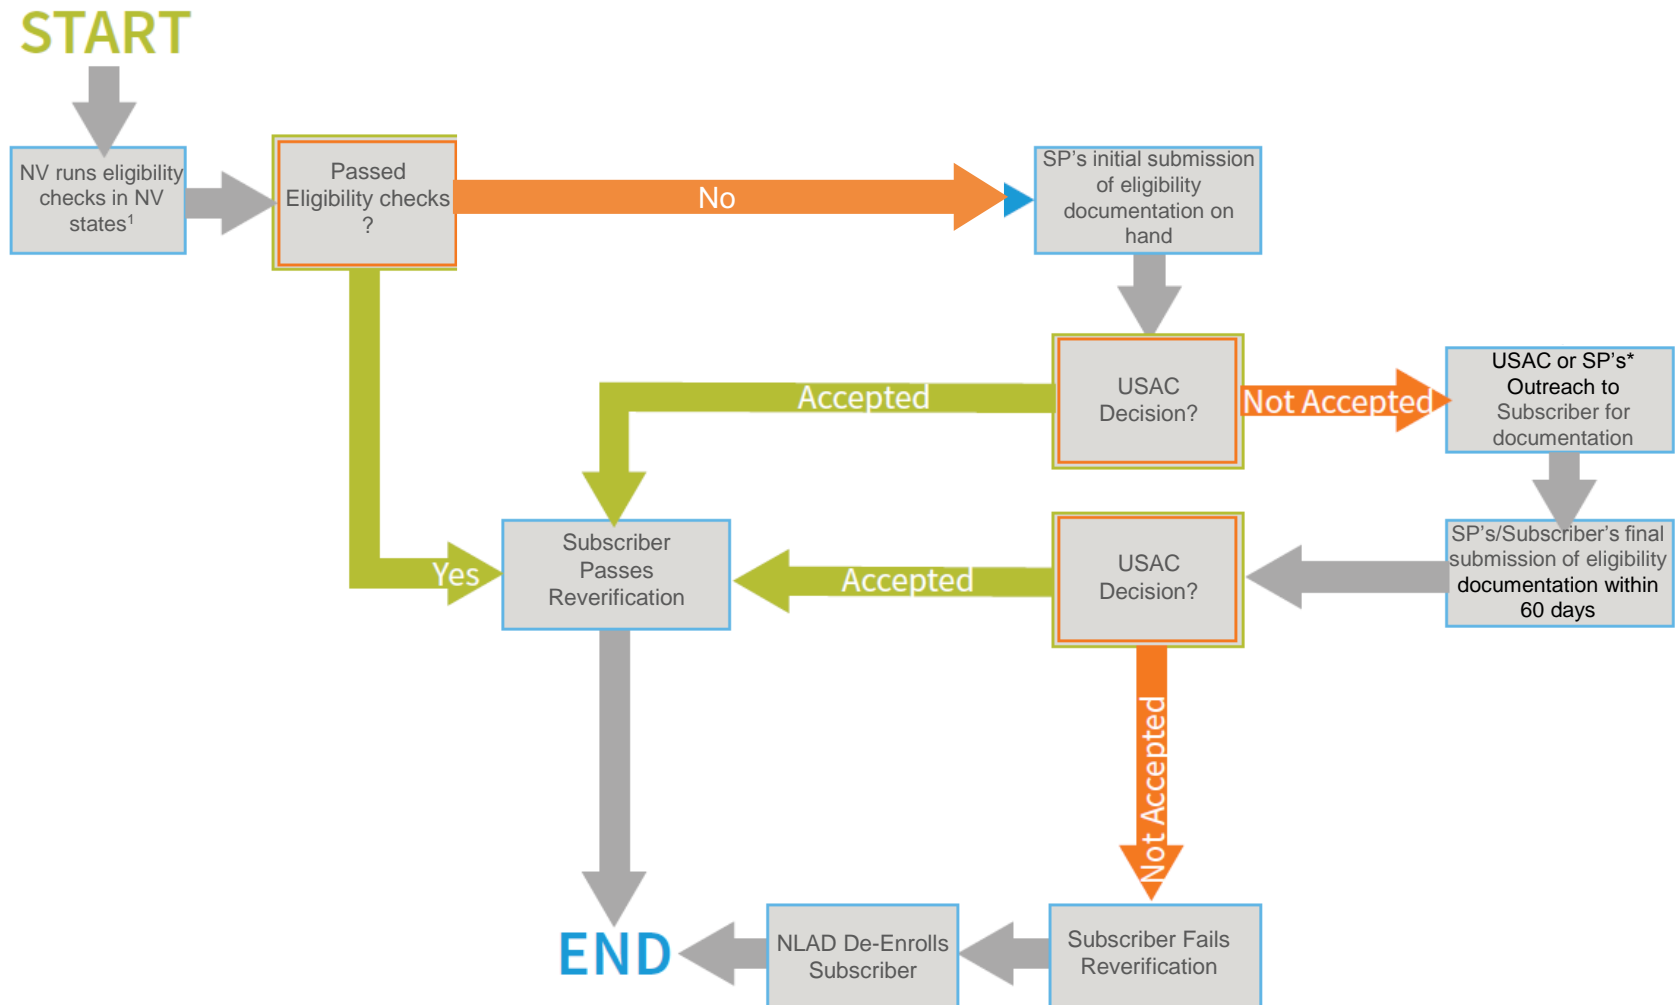 START
NV runs eligibility
checks in NV
states¹
Passed
Eligibility checks
?
No
SP's initial submission
of eligibility
documentation on
hand
USAC
Decision?
Accepted
Not Accepted
USAC or SP's*
Outreach to
Subscriber for
documentation
SP's/Subscriber's final
submission of eligibility
documentation within
60 days
USAC
Decision?
Accepted
Yes
Subscriber
Passes
Reverification
Not Accepted
Subscriber Fails
Reverification
NLAD De-Enrolls
Subscriber
END